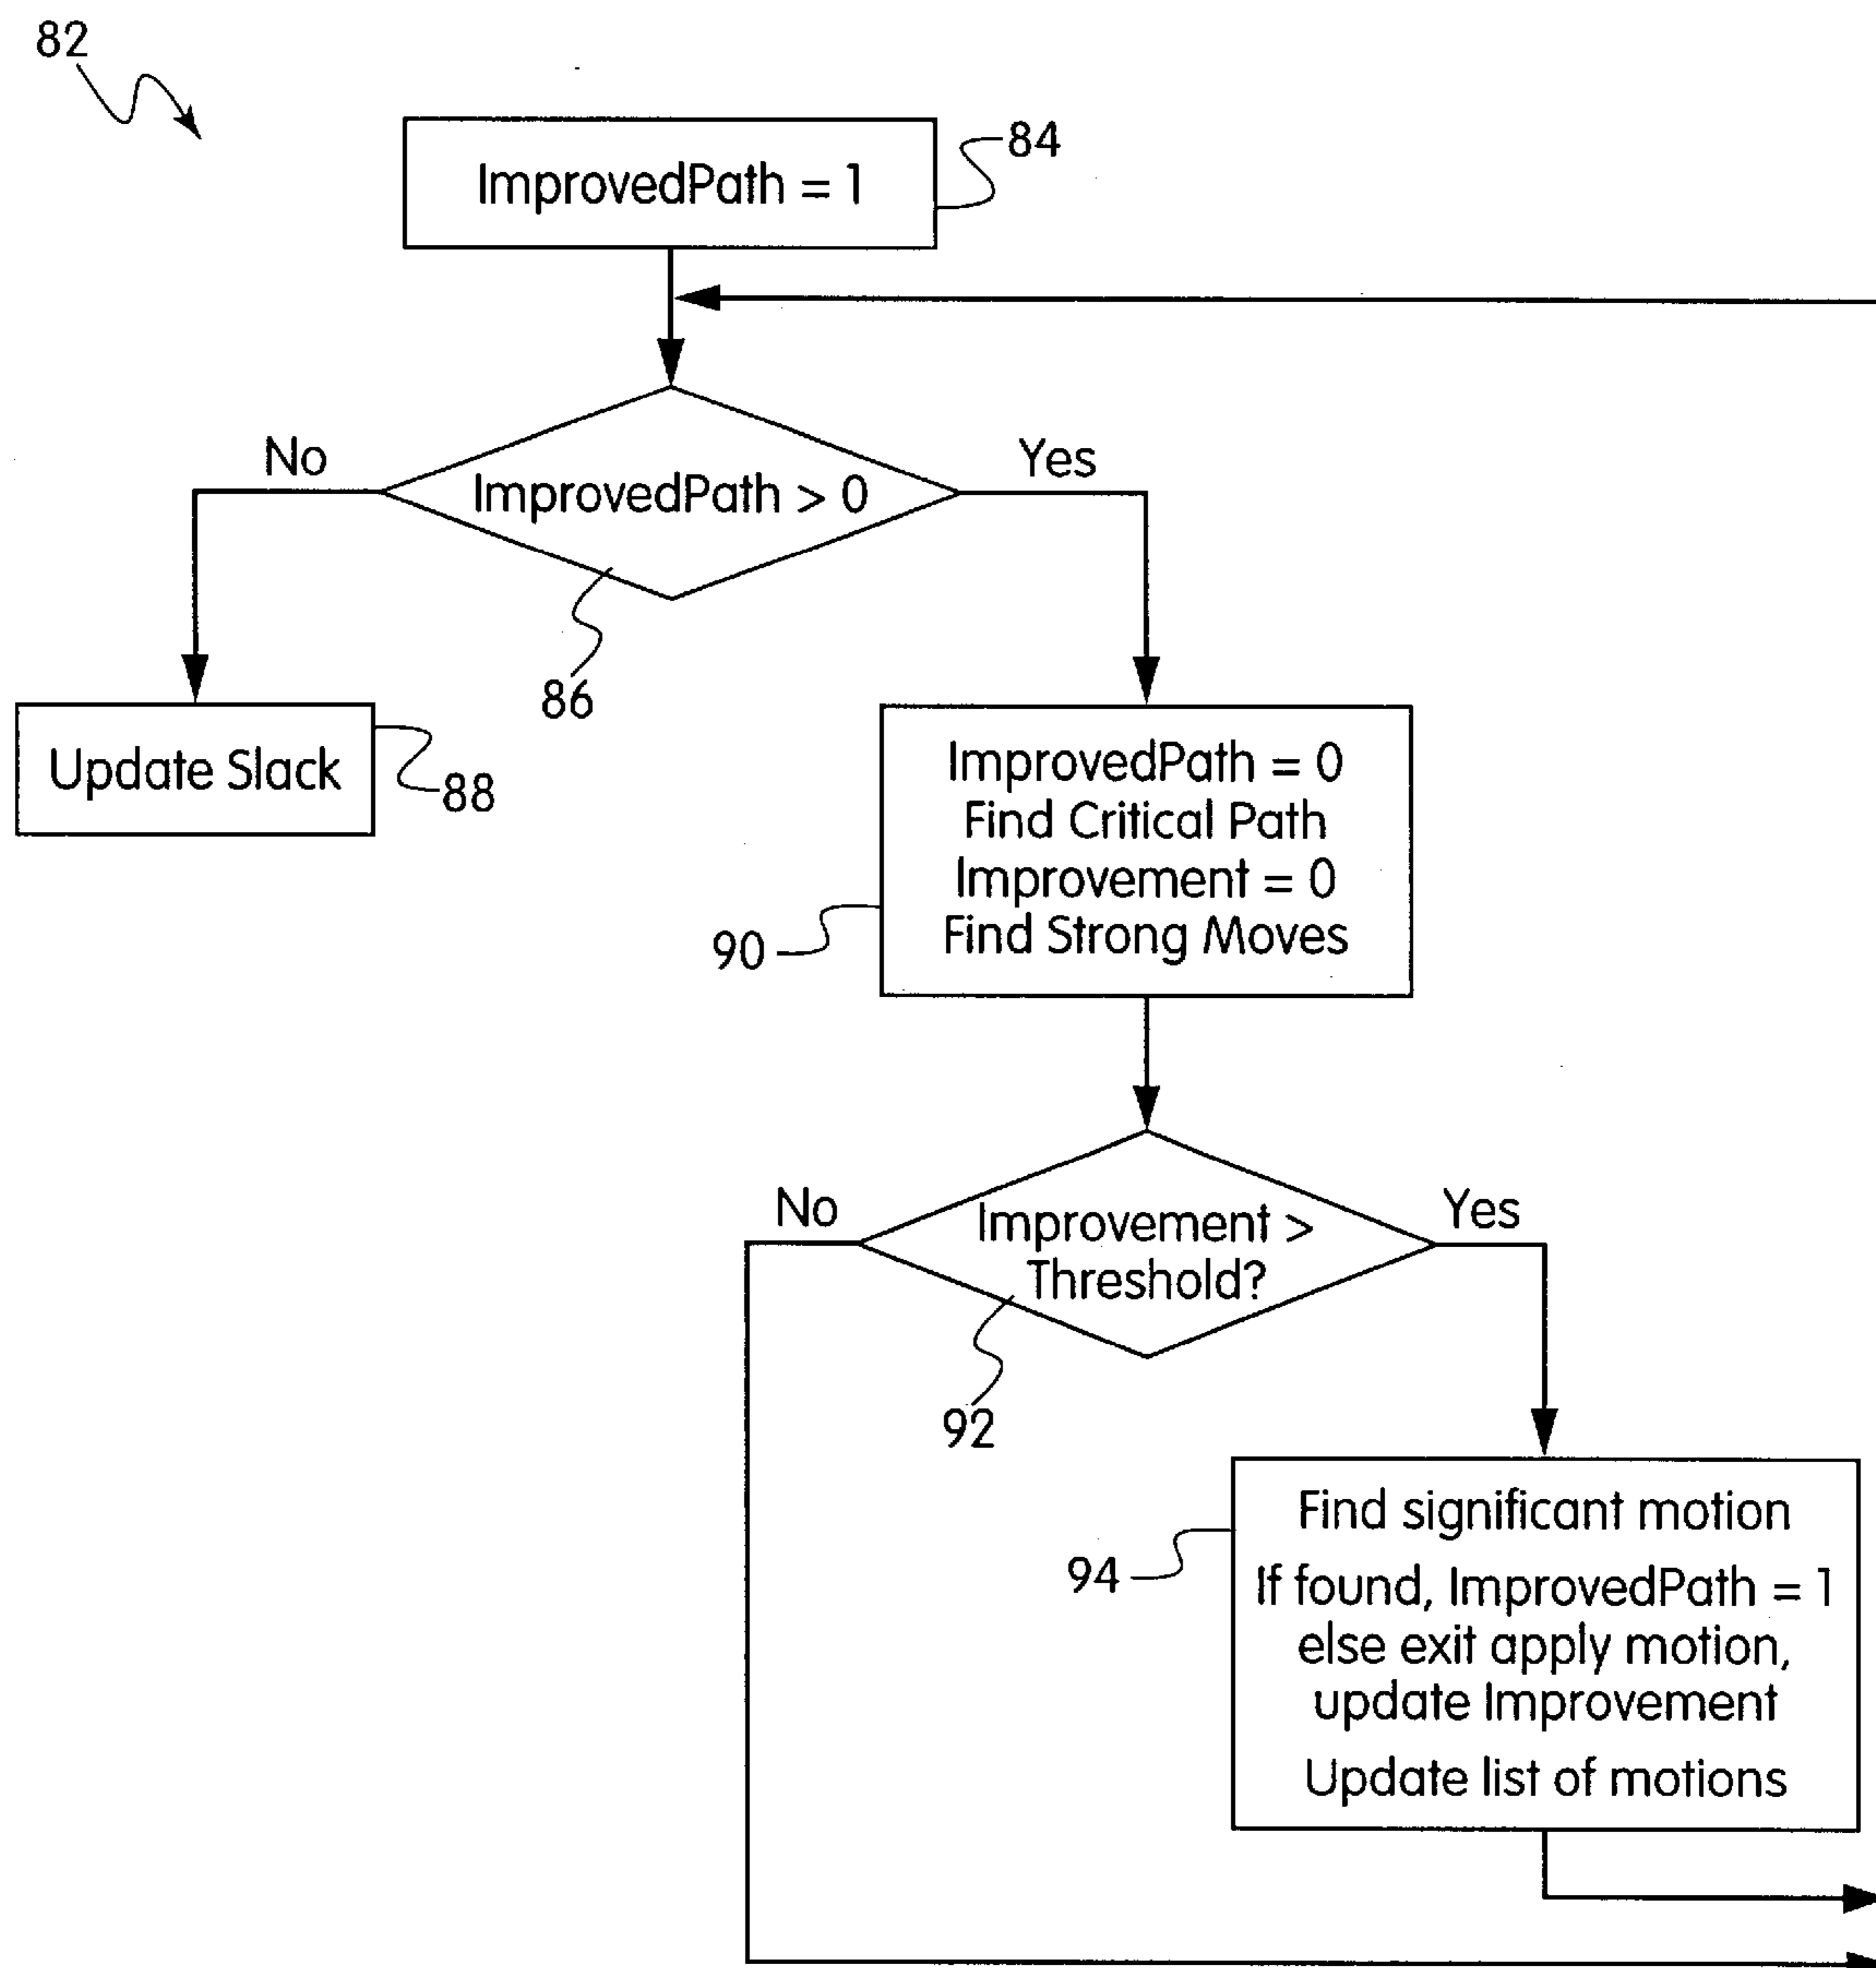 82
ImprovedPath = 1
84
No
ImprovedPath > 0
Yes
86
Update Slack
88
ImprovedPath = 0
Find Critical Path
Improvement = 0
Find Strong Moves
90
No
Improvement >
Threshold?
Yes
92
Find significant motion
If found, ImprovedPath = 1
else exit apply motion,
update Improvement
Update list of motions
94